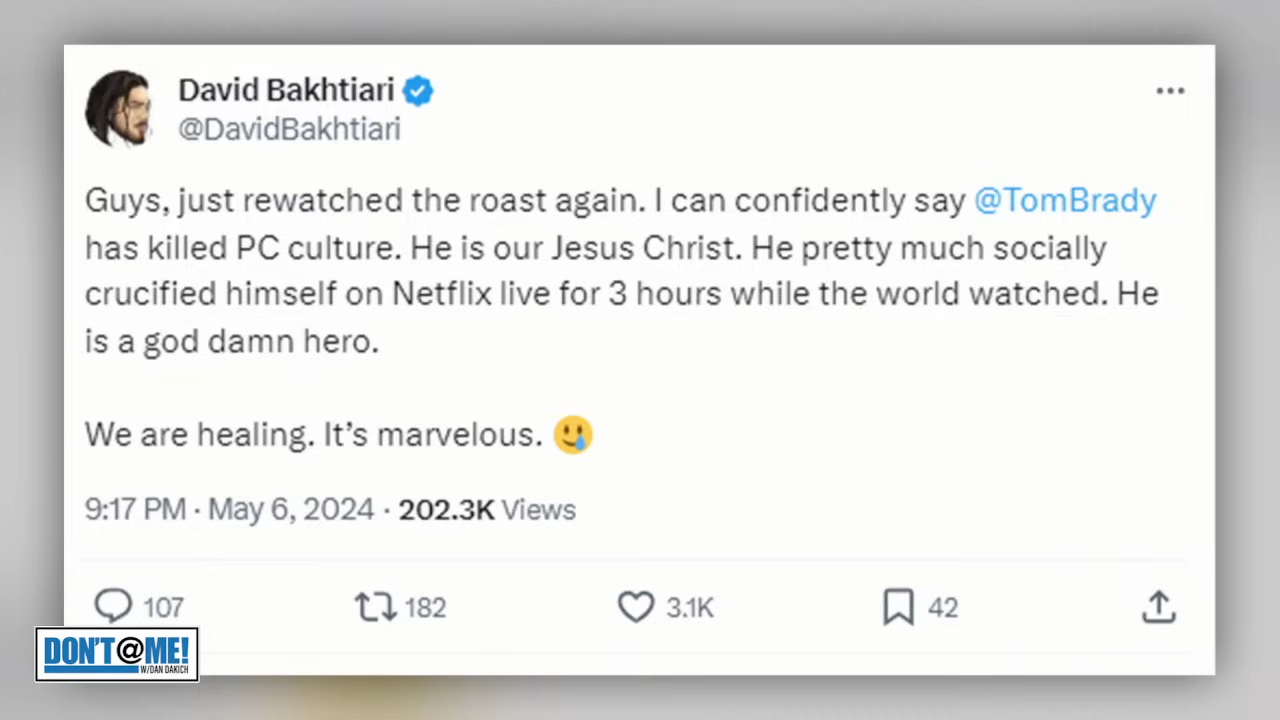 David Bakhtiari
@DavidBakhtiari
Guys, just rewatched the roast again. I can confidently say @TomBrady
has killed PC culture. He is our Jesus Christ. He pretty much socially
crucified himself on Netflix live for 3 hours while the world watched. He
is a god damn hero.
We are healing. It’s marvelous. 🥲
9:17 PM · May 6, 2024 · 202.3K Views
107 182 3.1K 42
DON'T@ME!
W/DAN DAKICH